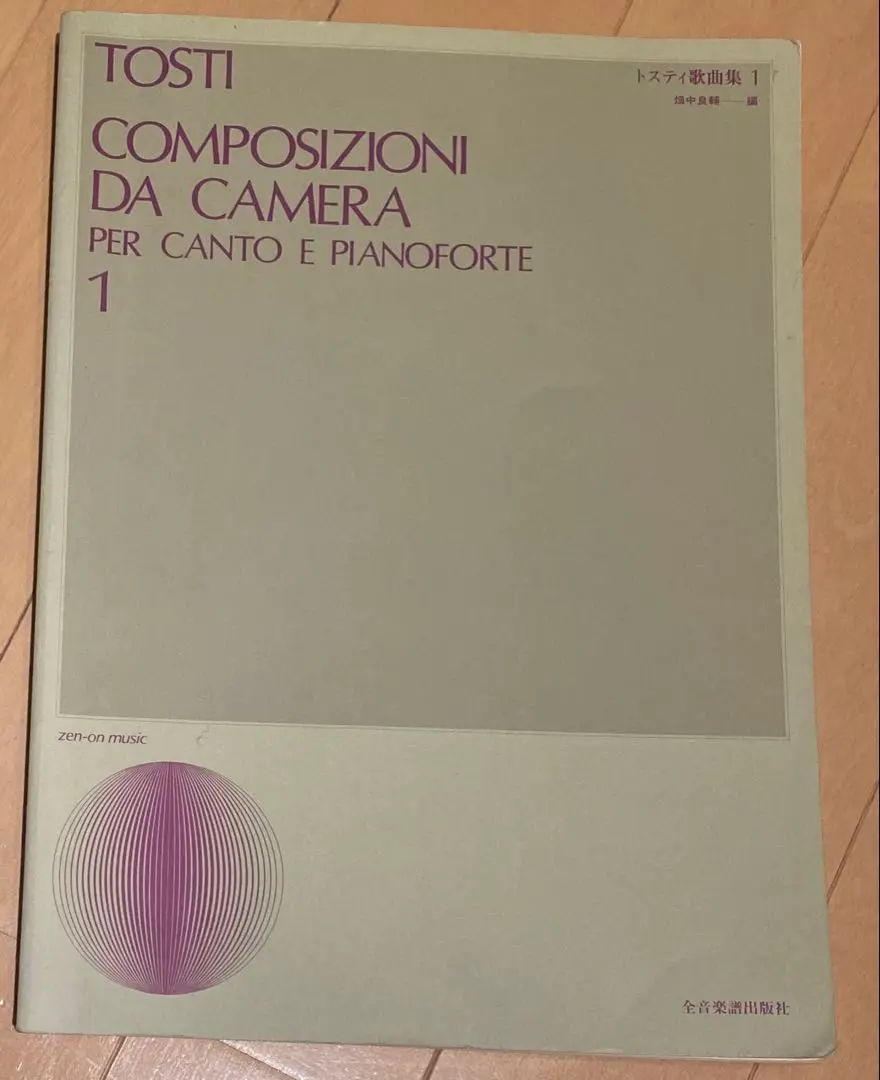 TOSTI
COMPOSIZIONI
DA CAMERA
PER CANTO E PIANOFORTE
1
トスティ歌曲集 1
畑中良輔——編
zen-on music
全音楽譜出版社